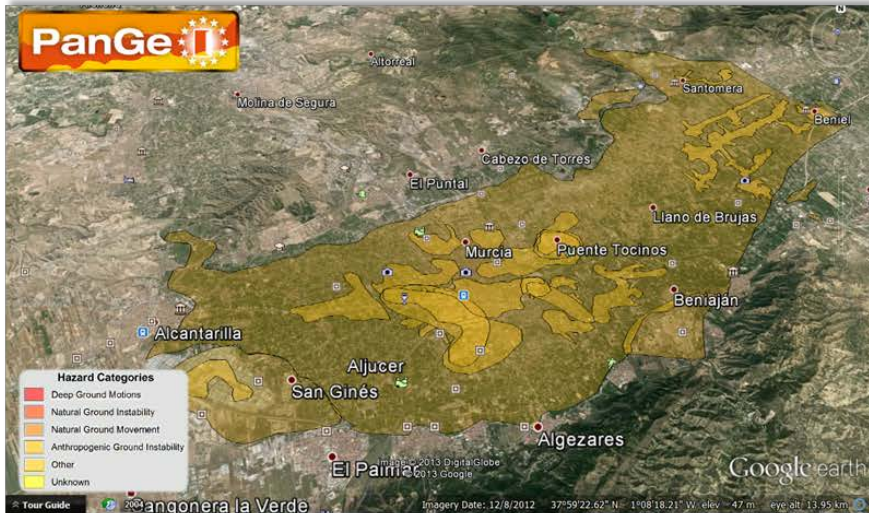 PanGeo
Altorreal
Molina de Segura
Santomera
Beniel
Cabezo de Torres
El Puntal
Llano de Brujas
Murcia
Puente Tocinos
Beniaján
Alcantarilla
Aljucer
San Ginés
Algezares
El Palmar
Hazard Categories
Deep Ground Motions
Natural Ground Instability
Natural Ground Movement
Anthropogenic Ground Instability
Other
Unknown
Image © 2013 DigitalGlobe
© 2013 Google
Google earth
Tour Guide
2004
Mangonera la Verde
Imagery Date: 12/8/2012 37°59'22.62" N 1°08'18.21" W elev 47 m eye alt 13.95 km
N